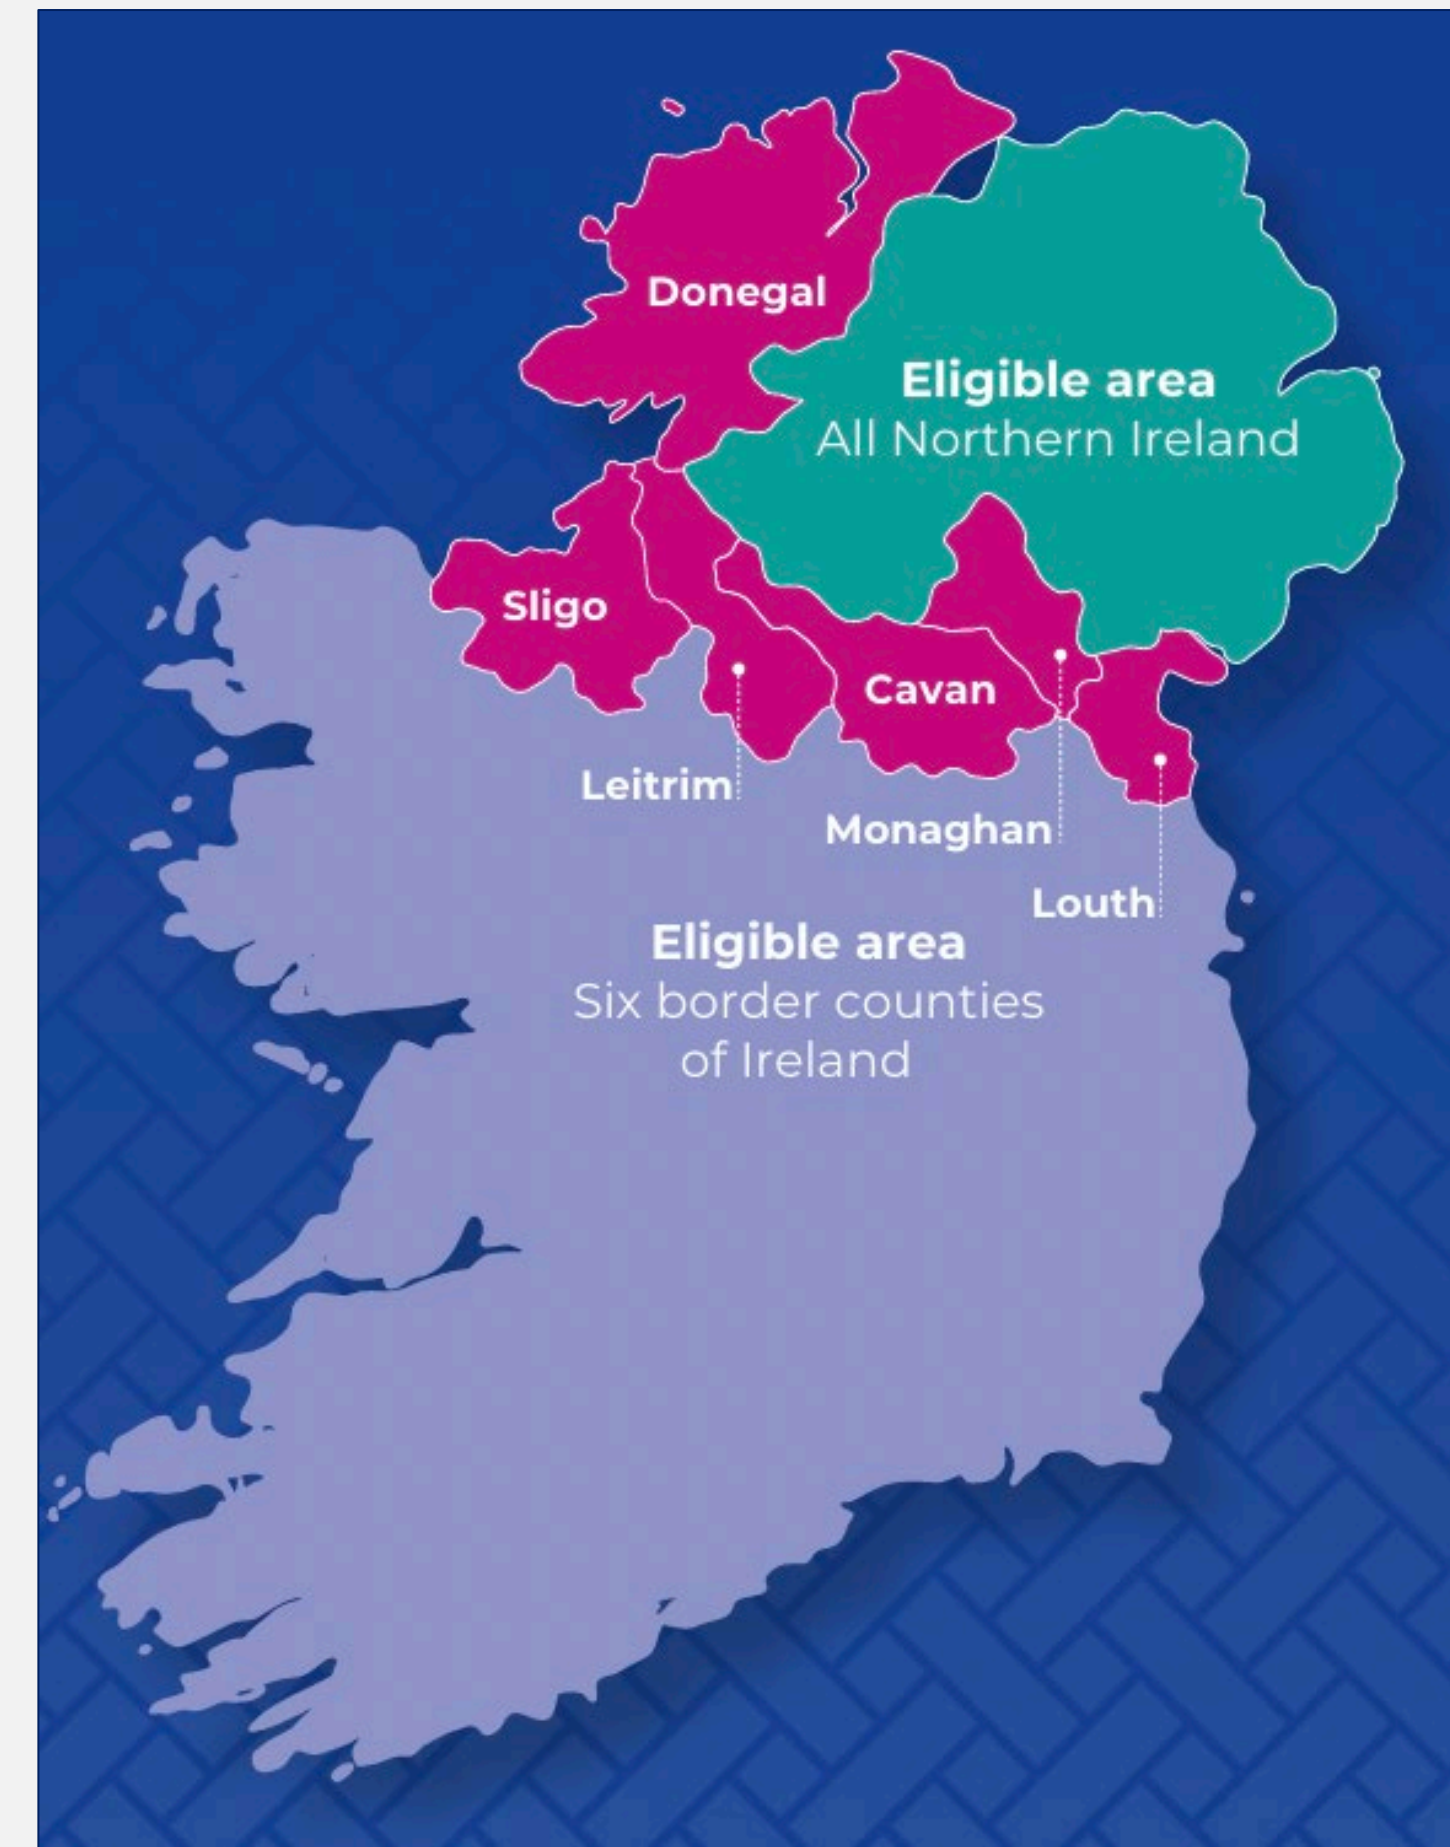 Donegal
Eligible area
All Northern Ireland
Sligo
Cavan
Leitrim
Monaghan
Louth
Eligible area
Six border counties
of Ireland